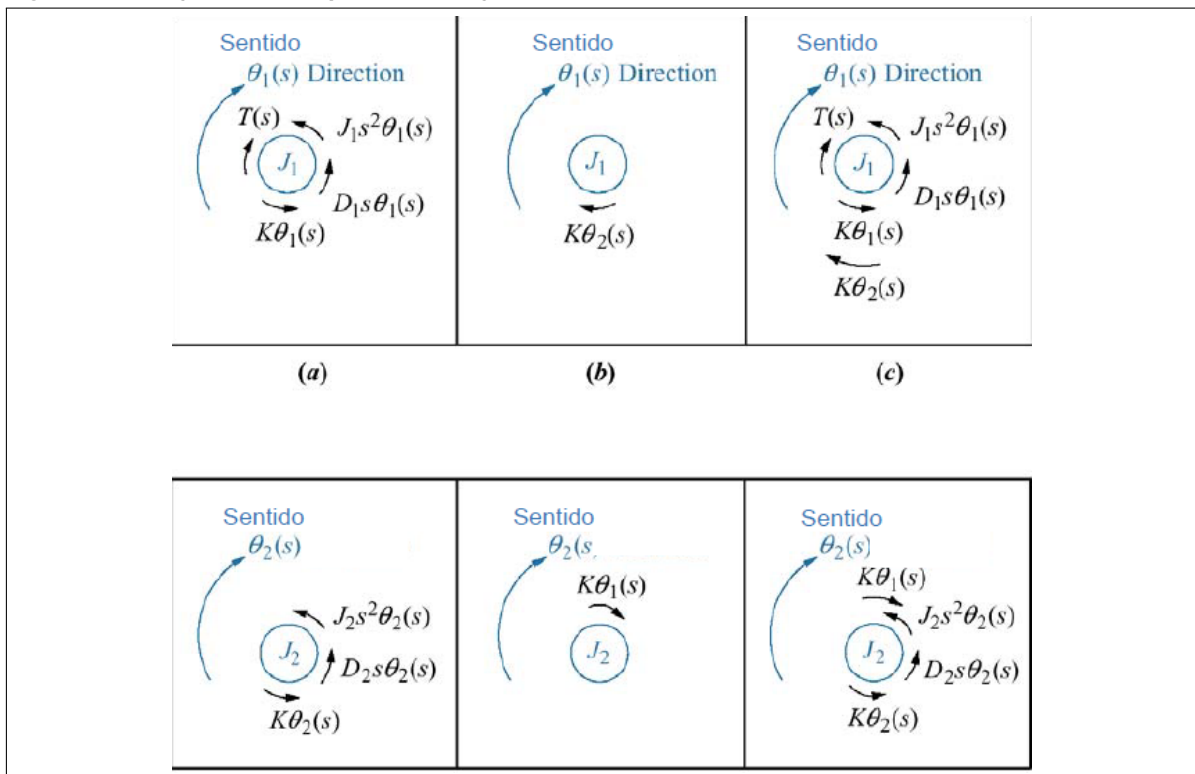 Sentido
θ₁(s) Direction
T(s)
J₁s²θ₁(s)
J₁
D₁sθ₁(s)
Kθ₁(s)
Sentido
θ₁(s) Direction
J₁
Kθ₂(s)
Sentido
θ₁(s) Direction
T(s)
J₁s²θ₁(s)
J₁
D₁sθ₁(s)
Kθ₁(s)
Kθ₂(s)
(a)
(b)
(c)
Sentido
θ₂(s)
J₂s²θ₂(s)
J₂
D₂sθ₂(s)
Kθ₂(s)
Sentido
θ₂(s
Kθ₁(s)
J₂
Sentido
θ₂(s)
Kθ₁(s)
J₂s²θ₂(s)
J₂
D₂sθ₂(s)
Kθ₂(s)